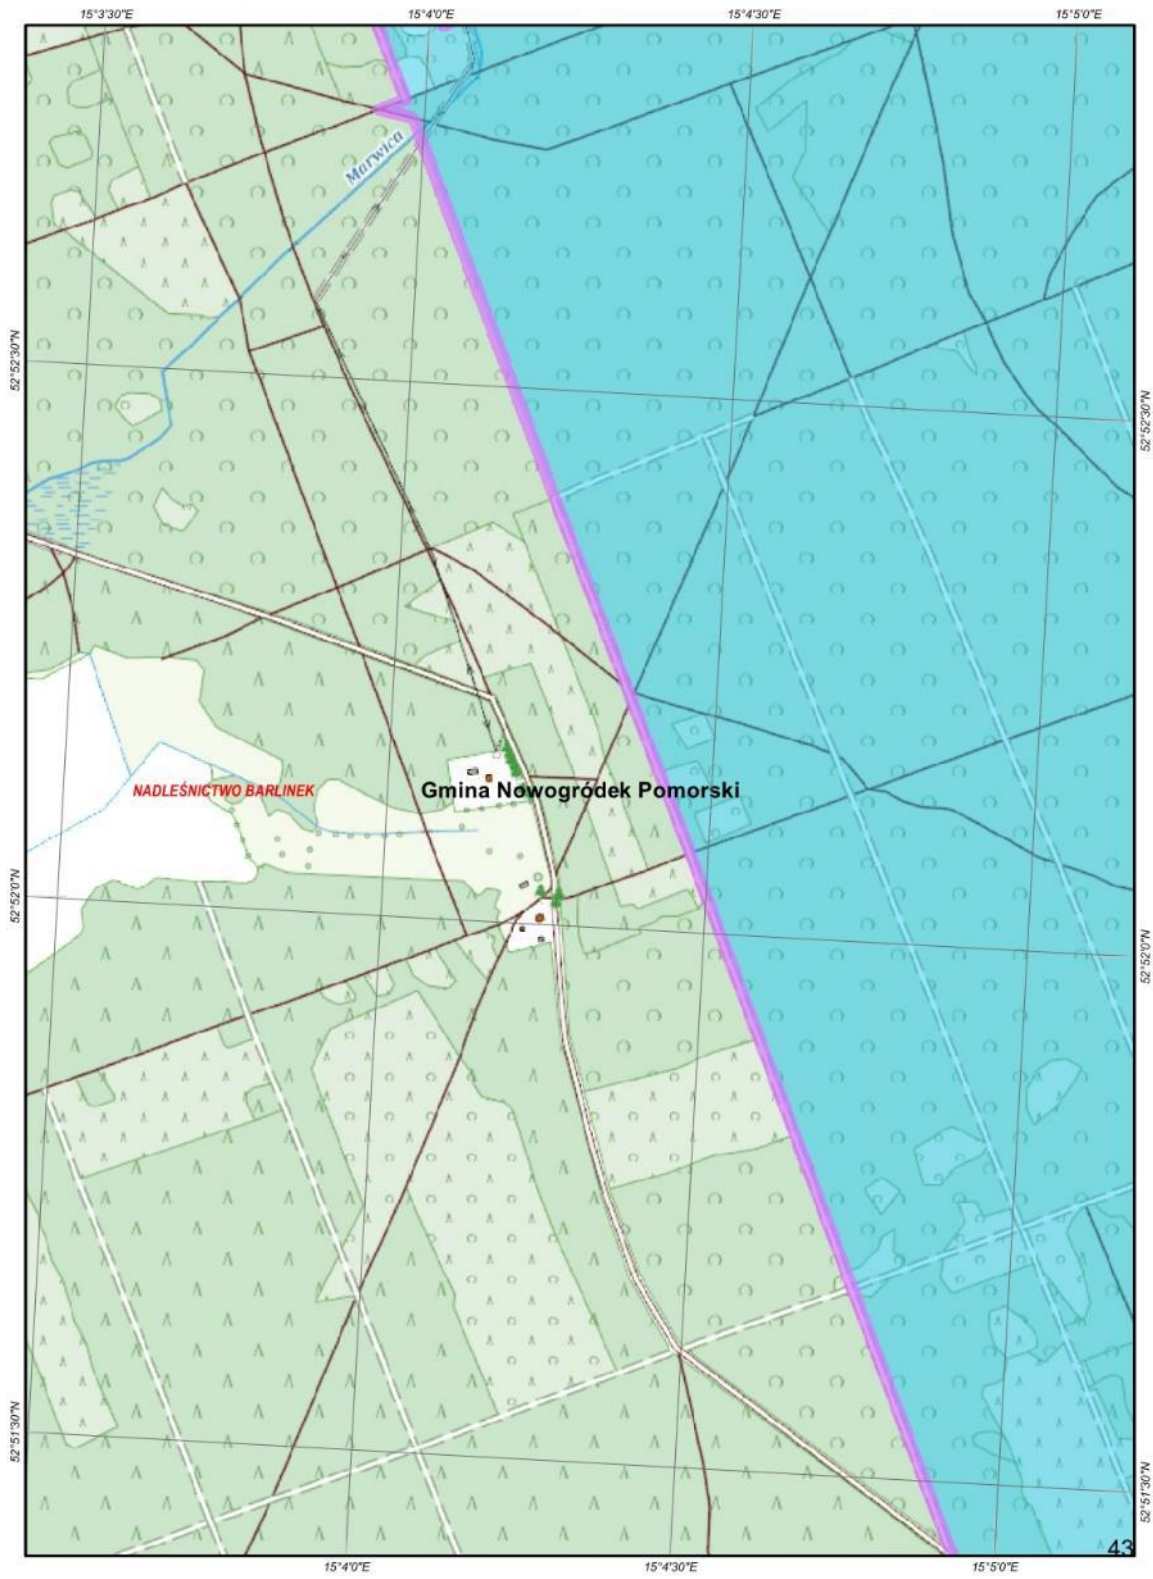 15°3'30"E 15°4'0"E 15°4'30"E 15°5'0"E
Marwica
52°52'30"N
52°52'30"N
NADLEŚNICTWO BARLINEK
Gmina Nowogródek Pomorski
52°52'0"N
52°52'0"N
52°51'30"N
52°51'30"N
43
15°4'0"E 15°4'30"E 15°5'0"E